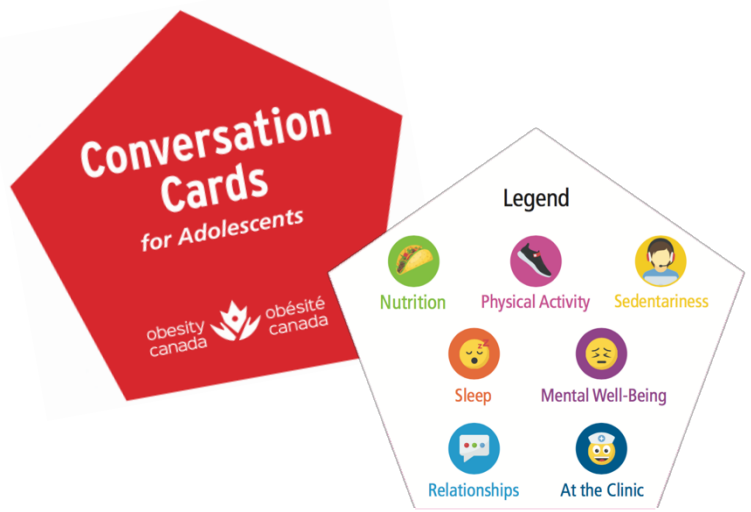 Conversation
Cards
for Adolescents
obesity
canada
obésité
canada
Legend
Nutrition
Physical Activity
Sedentariness
Sleep
Mental Well-Being
Relationships
At the Clinic